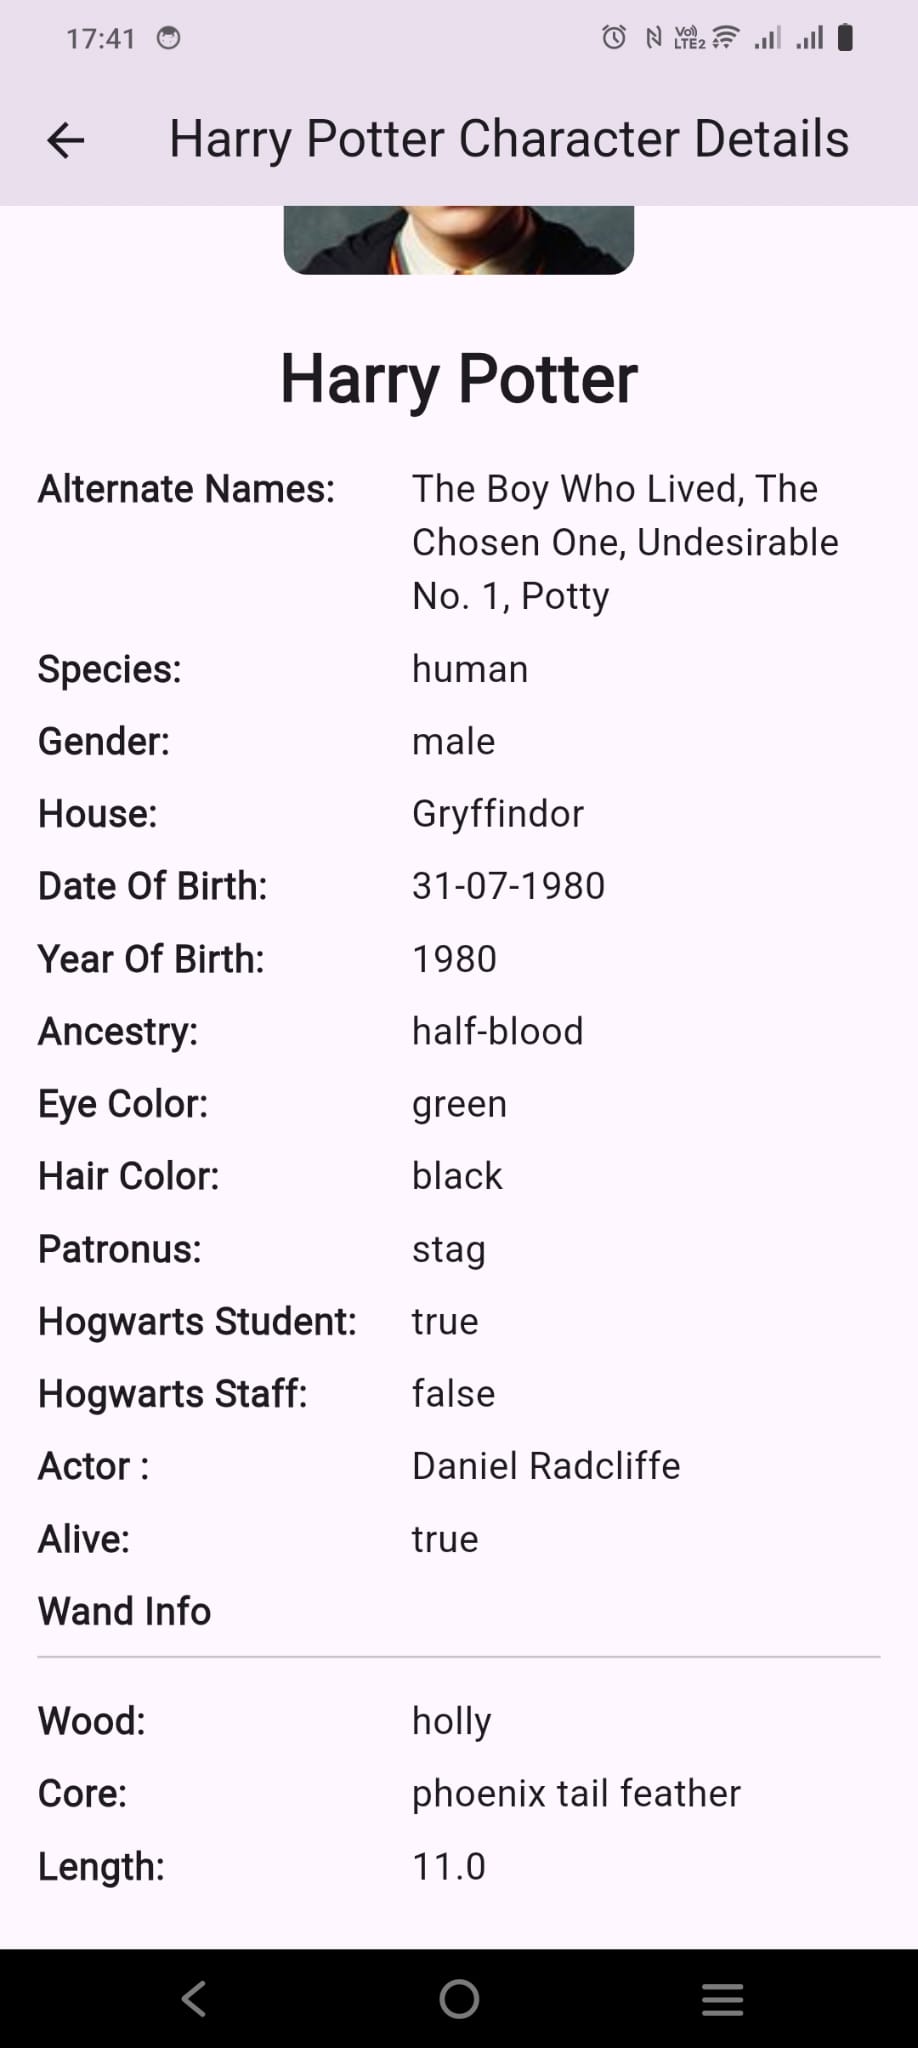 17:41
Vo)
LTE2
Harry Potter Character Details
Harry Potter
Alternate Names: The Boy Who Lived, The
Chosen One, Undesirable
No. 1, Potty
Species: human
Gender: male
House: Gryffindor
Date Of Birth: 31-07-1980
Year Of Birth: 1980
Ancestry: half-blood
Eye Color: green
Hair Color: black
Patronus: stag
Hogwarts Student: true
Hogwarts Staff: false
Actor : Daniel Radcliffe
Alive: true
Wand Info
Wood: holly
Core: phoenix tail feather
Length: 11.0